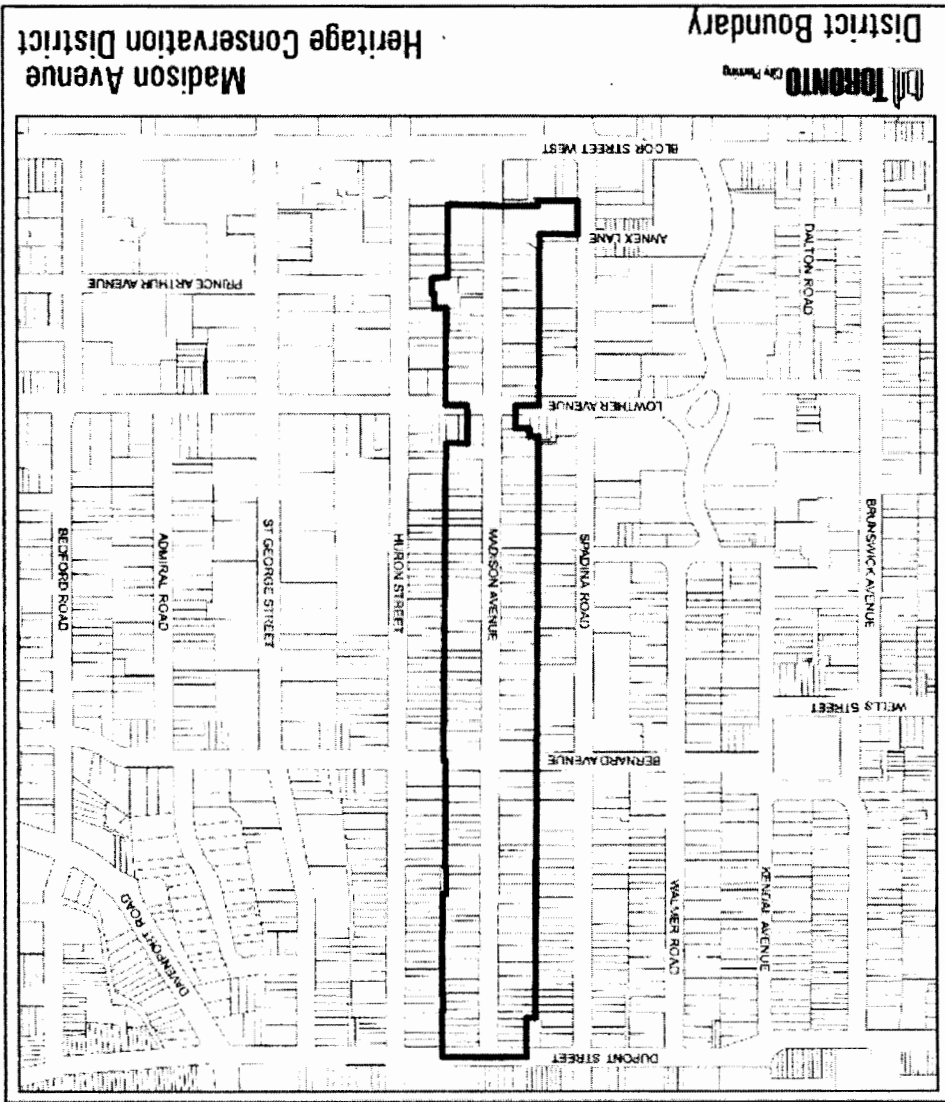 DUPONT STREET
KENDAL AVENUE
WALMER ROAD
DAVENPORT ROAD
BERNARD AVENUE
WELLS STREET
BRUNSWICK AVENUE
SPADINA ROAD
MADISON AVENUE
HURON STREET
ST GEORGE STREET
ADMIRAL ROAD
BEDFORD ROAD
LOWTHER AVENUE
DALTON ROAD
PRINCE ARTHUR AVENUE
ANNEX LANE
BLOOR STREET WEST
TORONTO City Planning
District Boundary
Madison Avenue
Heritage Conservation District